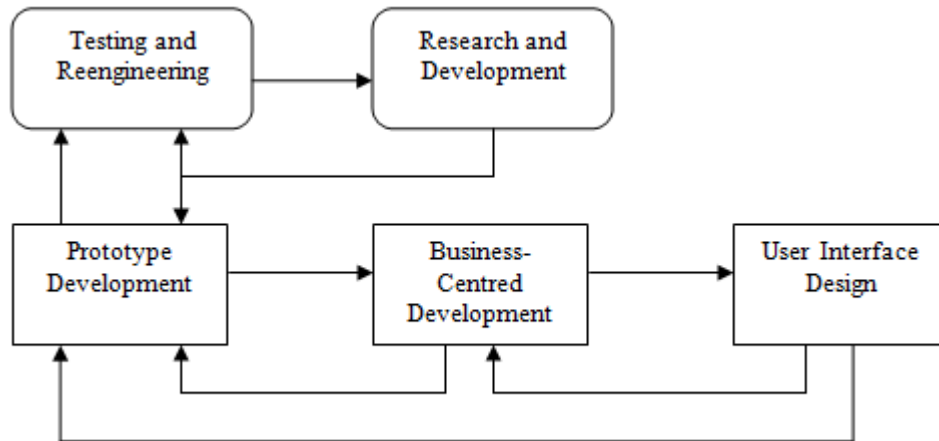 Testing and
Reengineering
Research and
Development
Prototype
Development
Business-
Centred
Development
User Interface
Design